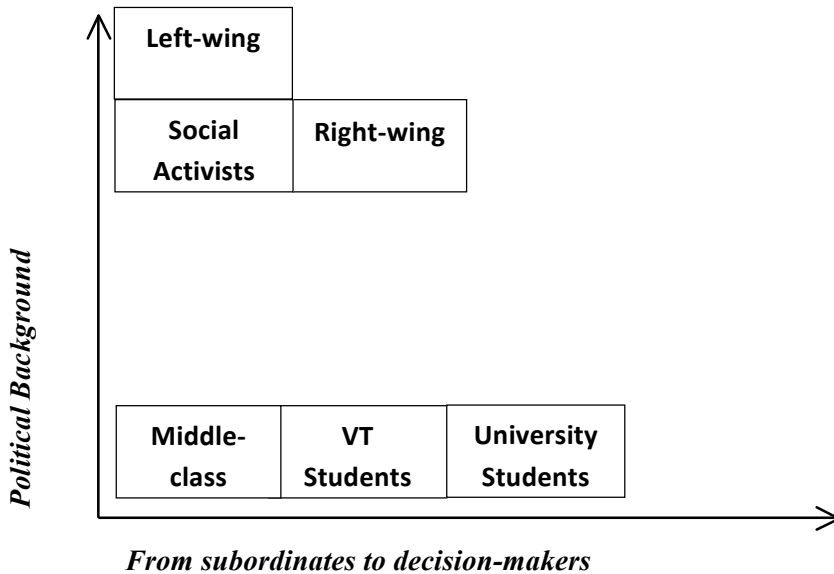 Left-wing
Social
Activists
Right-wing
Political Background
Middle-
class
VT
Students
University
Students
From subordinates to decision-makers